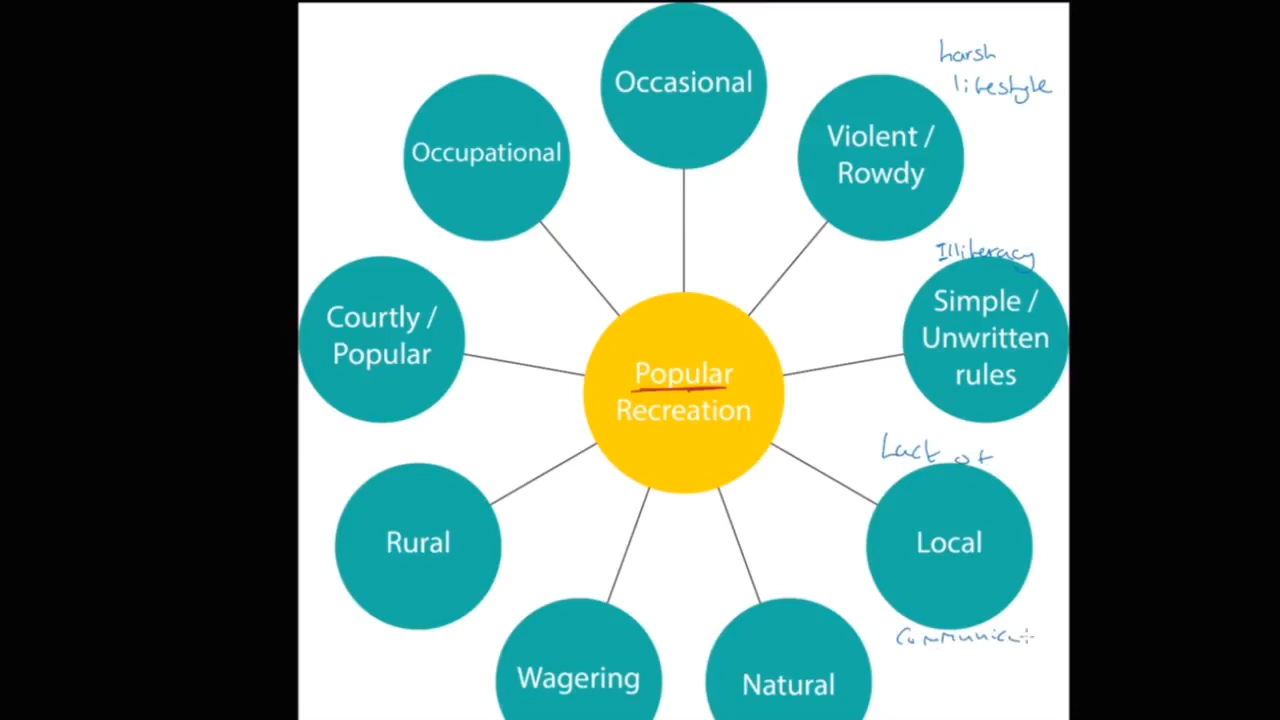 Occasional
harsh
lifestyle
Violent /
Rowdy
Occupational
Illiteracy
Simple /
Unwritten
rules
Courtly /
Popular
Popular
Recreation
Lack of
Local
Communicat
Rural
Wagering
Natural